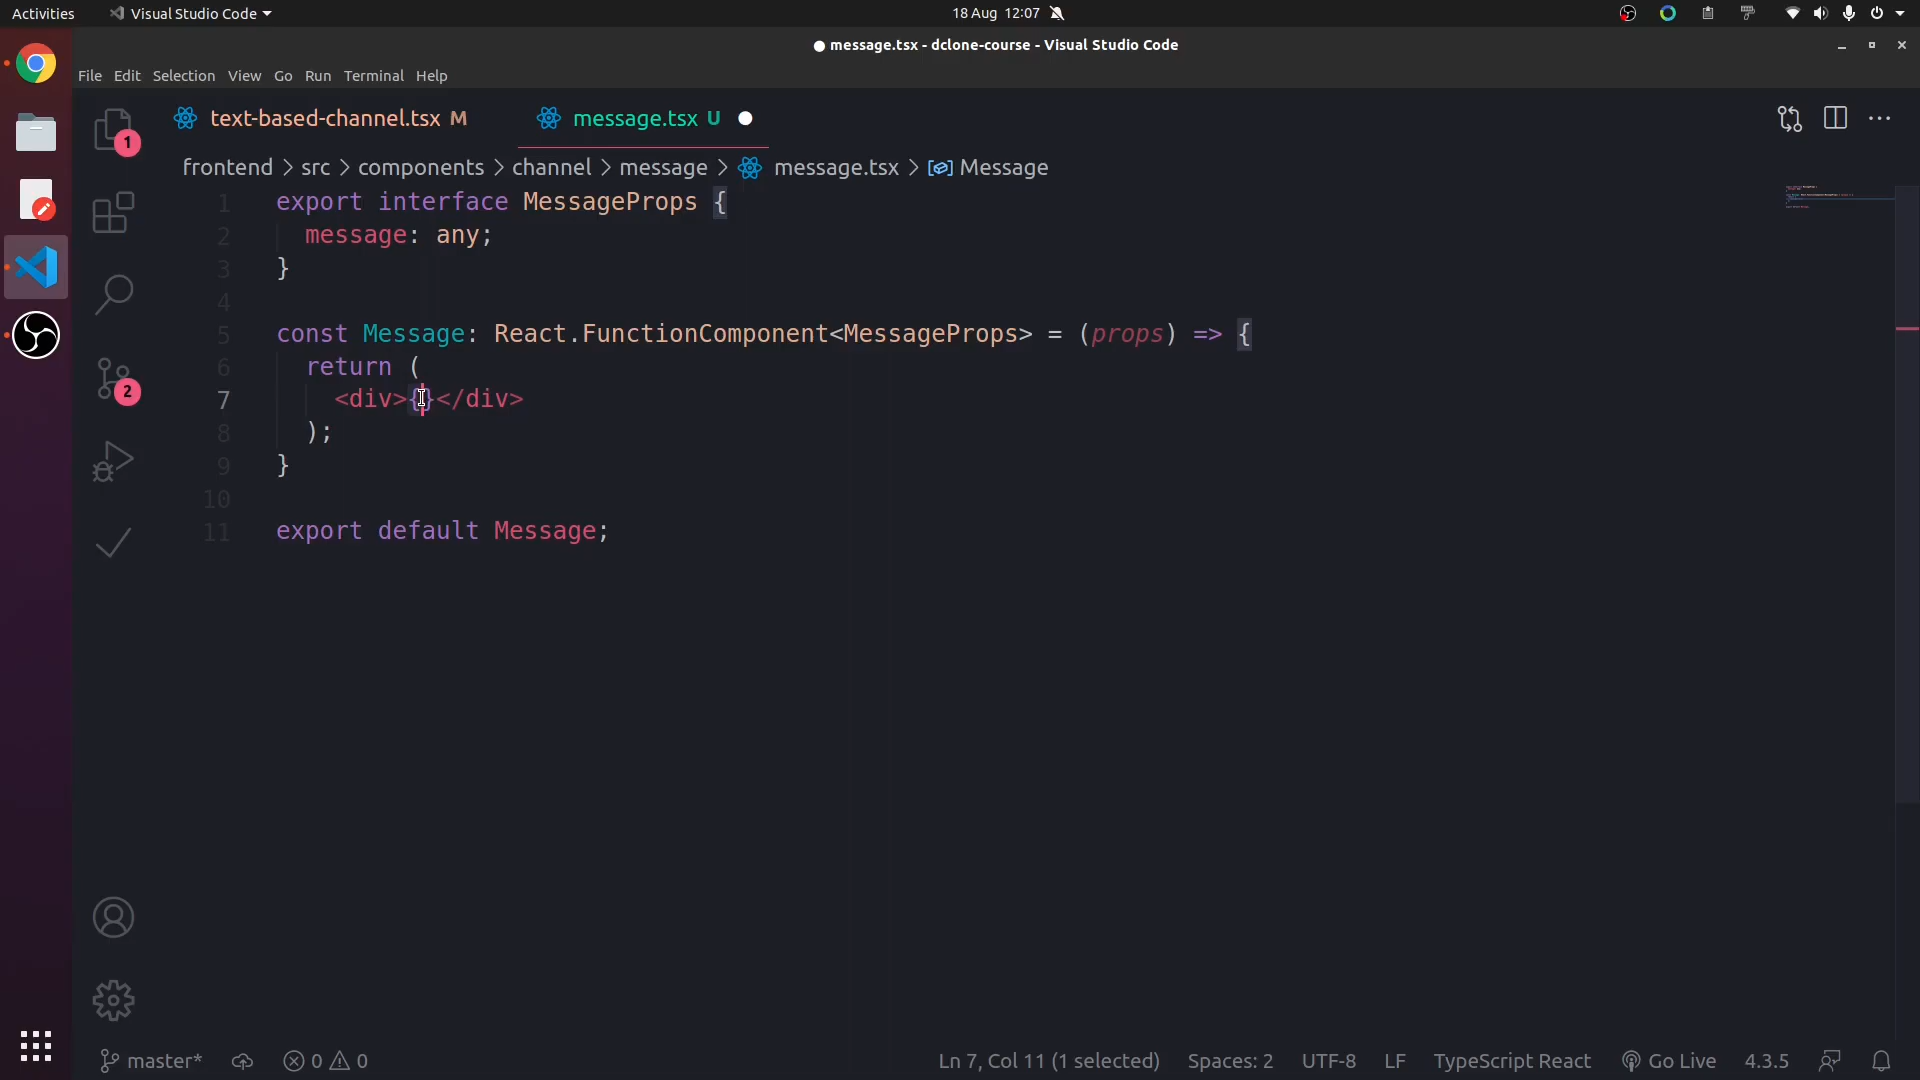 Activities
Visual Studio Code
18 Aug 12:07
● message.tsx - dclone-course - Visual Studio Code
File Edit Selection View Go Run Terminal Help
text-based-channel.tsx M
message.tsx U
frontend > src > components > channel > message > message.tsx > Message
1
2
1 export interface MessageProps {
2 message: any;
3 }
4
5 const Message: React.FunctionComponent<MessageProps> = (props) => {
6 return (
7 <div>{}</div>
8 );
9 }
10
11 export default Message;
master* 0 0 Ln 7, Col 11 (1 selected) Spaces: 2 UTF-8 LF TypeScript React Go Live 4.3.5